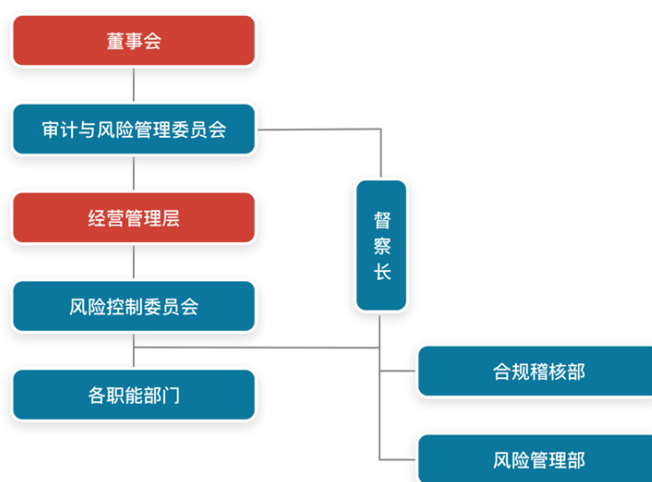 董事会
审计与风险管理委员会
经营管理层
督察长
风险控制委员会
合规稽核部
各职能部门
风险管理部